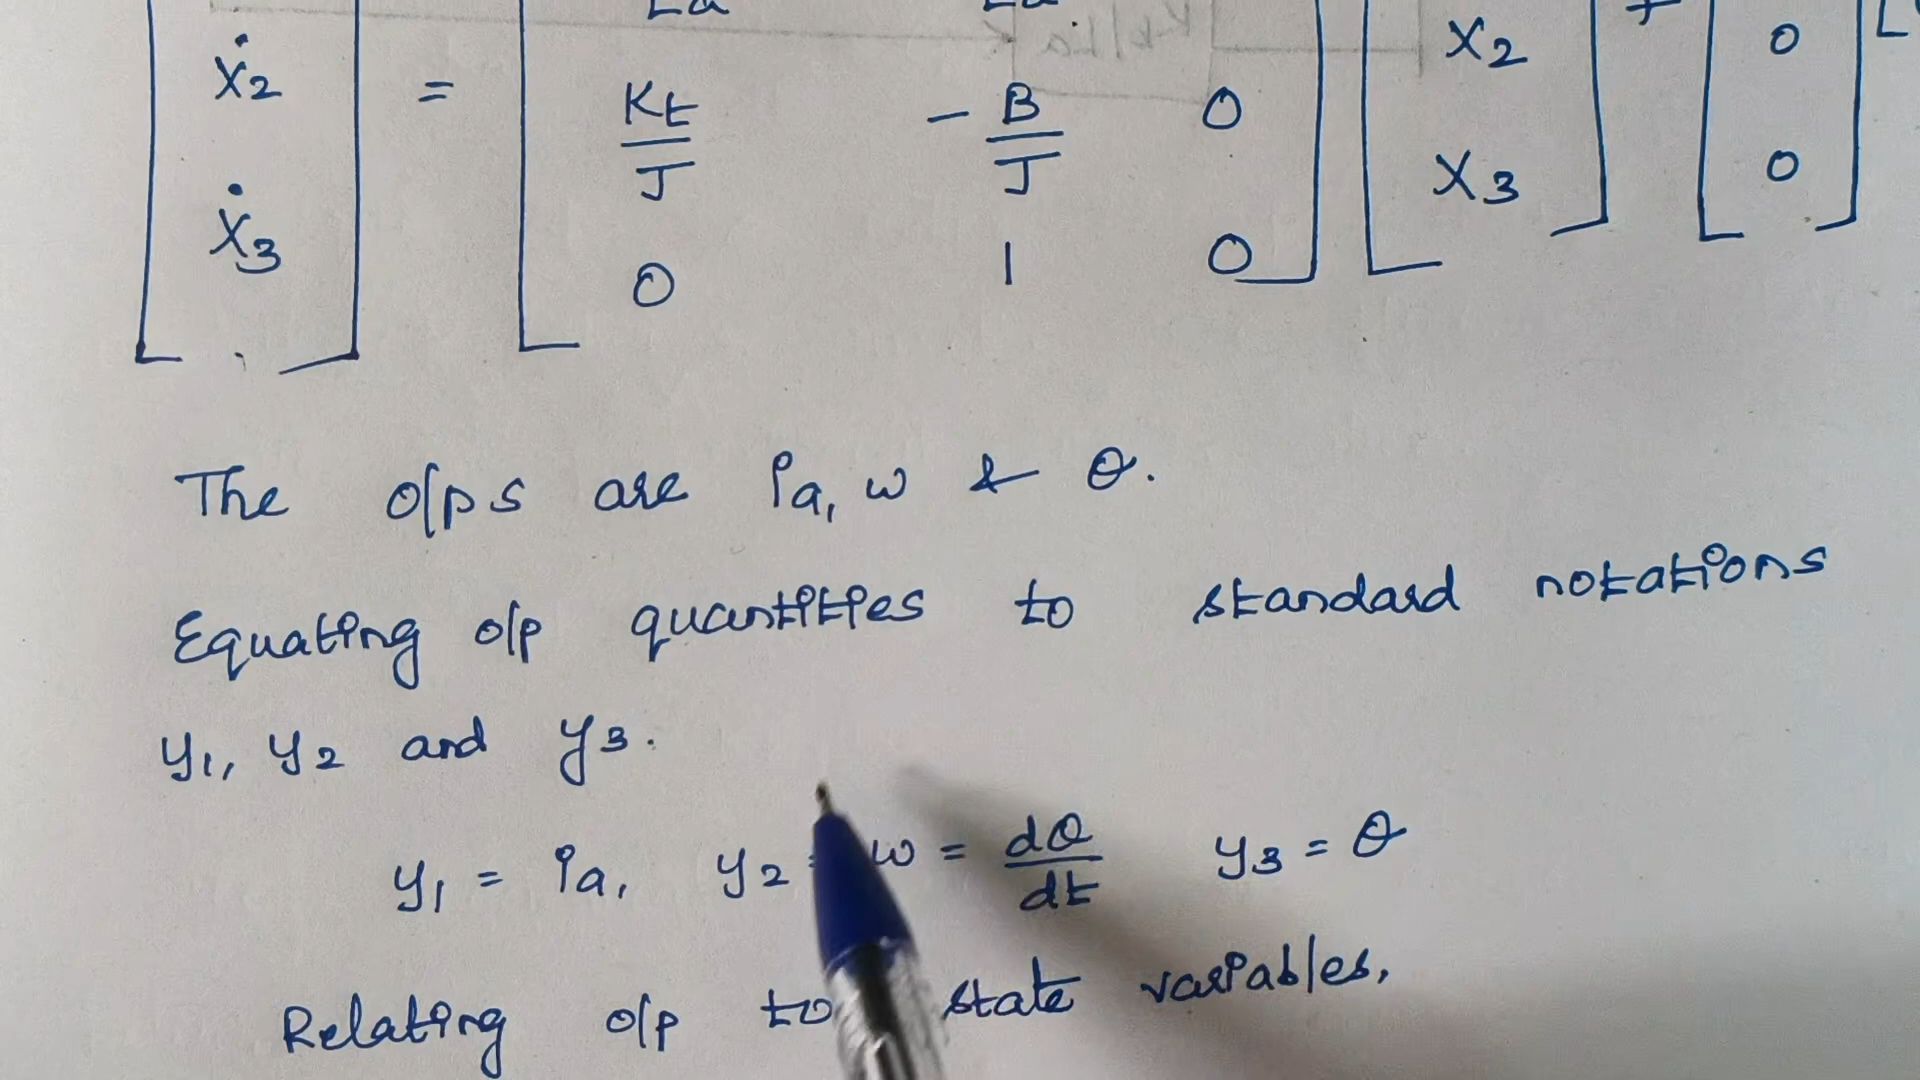 ẋ2 = Kt/J - B/J 0 x2 + 0
ẋ3 0 1 0 x3 0
The o/ps are ia, ω & θ.
Equating o/p quantities to standard notations
y1, y2 and y3.
y1 = ia, y2 = ω = dθ/dt y3 = θ
Relating o/p to state variables,